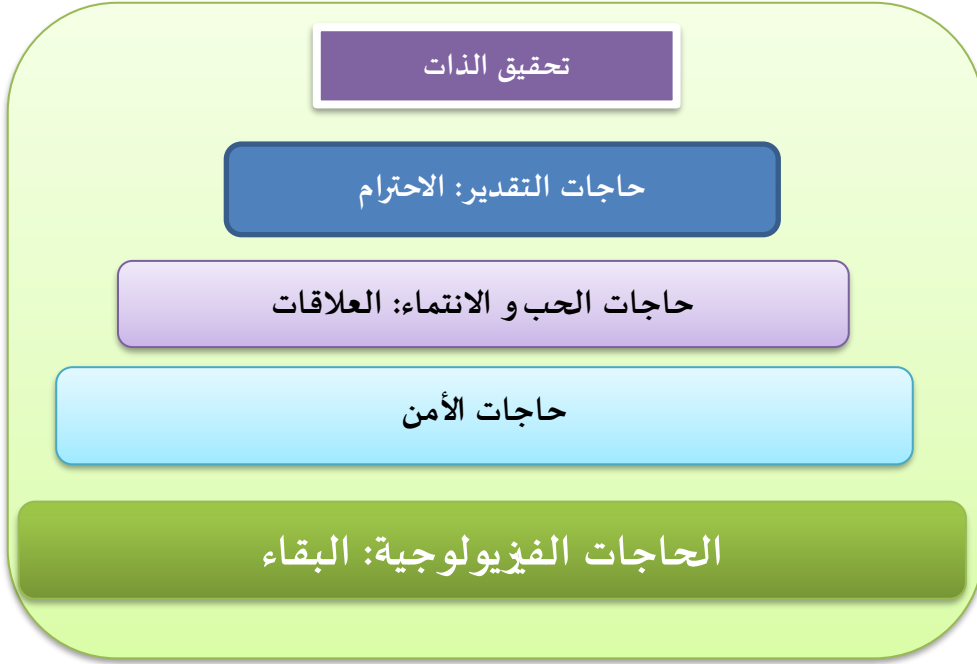 تحقيق الذات
حاجات التقدير: الاحترام
حاجات الحب و الانتماء: العلاقات
حاجات الأمن
الحاجات الفيزيولوجية: البقاء